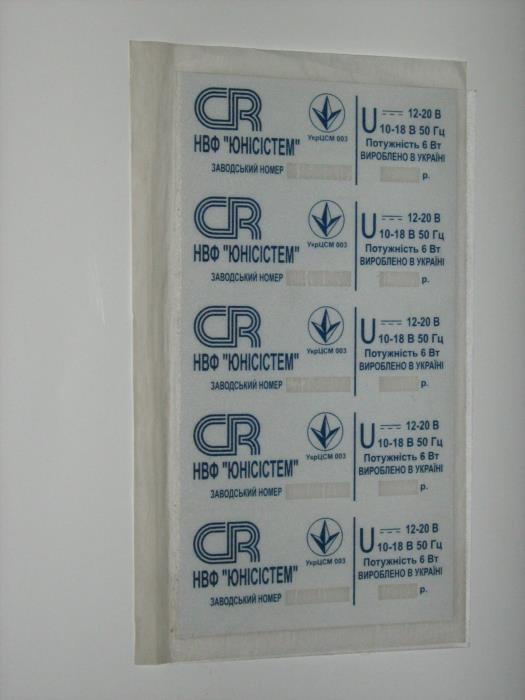 CR
УкрЦСМ 003
НВФ "ЮНІСІСТЕМ"
ЗАВОДСЬКИЙ НОМЕР
U 12-20 В
10-18 В 50 Гц
Потужність 6 Вт
ВИРОБЛЕНО В УКРАЇНІ
р.
CR
УкрЦСМ 003
НВФ "ЮНІСІСТЕМ"
ЗАВОДСЬКИЙ НОМЕР
U 12-20 В
10-18 В 50 Гц
Потужність 6 Вт
ВИРОБЛЕНО В УКРАЇНІ
р.
CR
УкрЦСМ 003
НВФ "ЮНІСІСТЕМ"
ЗАВОДСЬКИЙ НОМЕР
U 12-20 В
10-18 В 50 Гц
Потужність 6 Вт
ВИРОБЛЕНО В УКРАЇНІ
р.
CR
УкрЦСМ 003
НВФ "ЮНІСІСТЕМ"
ЗАВОДСЬКИЙ НОМЕР
U 12-20 В
10-18 В 50 Гц
Потужність 6 Вт
ВИРОБЛЕНО В УКРАЇНІ
р.
CR
УкрЦСМ 003
НВФ "ЮНІСІСТЕМ"
ЗАВОДСЬКИЙ НОМЕР
U 12-20 В
10-18 В 50 Гц
Потужність 6 Вт
ВИРОБЛЕНО В УКРАЇНІ
р.